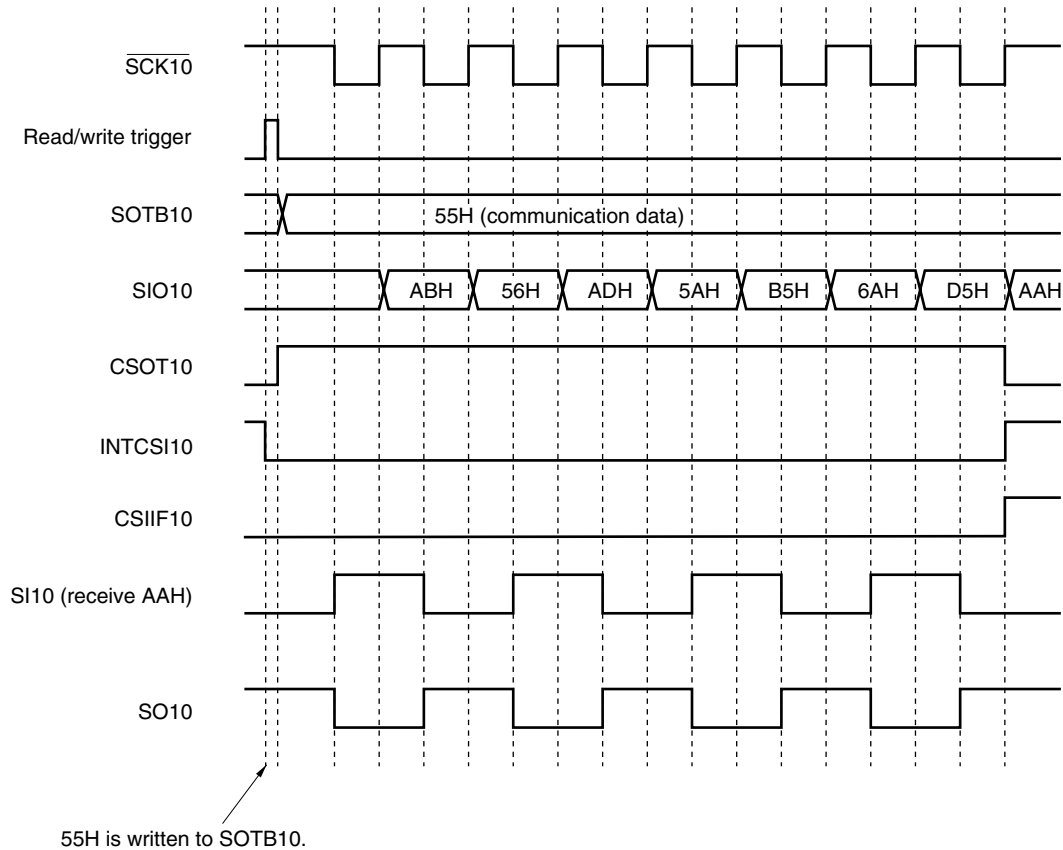 SCK10
Read/write trigger
SOTB10
55H (communication data)
SIO10
ABH 56H ADH 5AH B5H 6AH D5H AAH
CSOT10
INTCSI10
CSIIF10
SI10 (receive AAH)
SO10
55H is written to SOTB10.